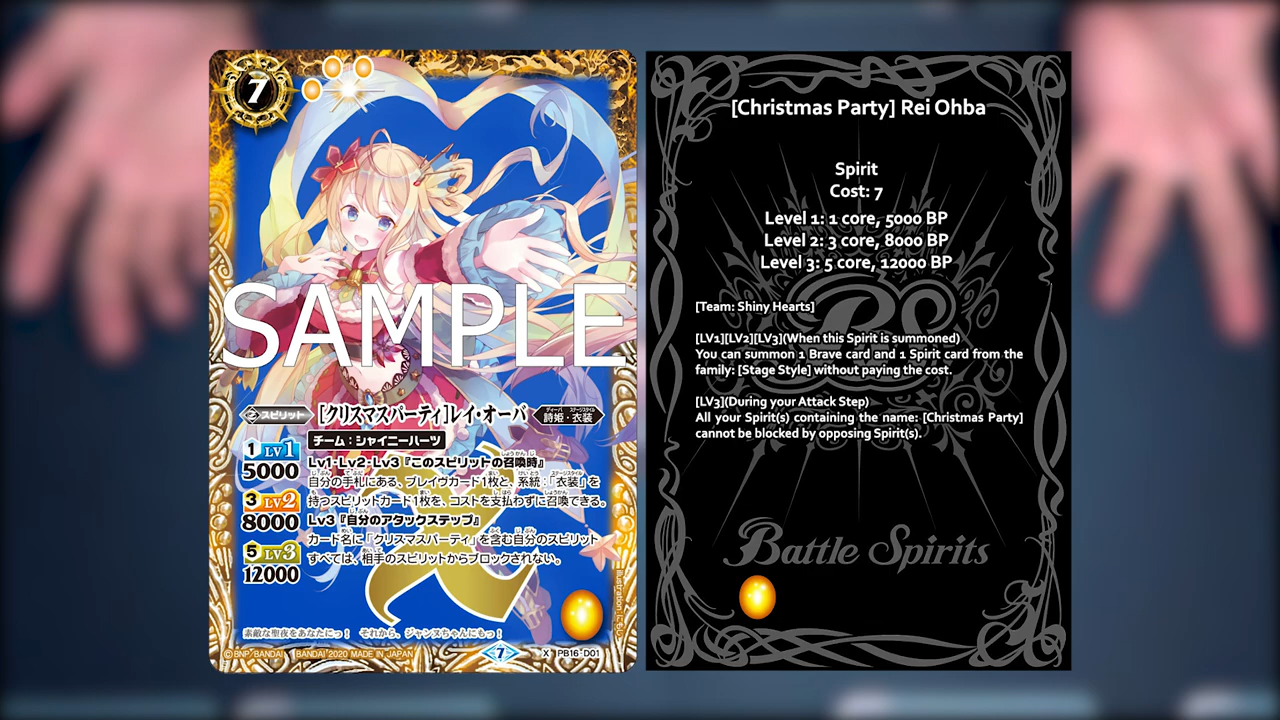 7
SAMPLE
スピリット
[クリスマスパーティ]レイ・オーバ
ディーバ ステージスタイル
詩姫・衣装
チーム：シャイニーハーツ
1 LV1
5000
3 LV2
8000
5 LV3
12000
Lv1・Lv2・Lv3『このスピリットの召喚時』
自分の手札にある、ブレイヴカード1枚と、系統：「衣装」を
持つスピリットカード1枚を、コストを支払わずに召喚できる。
Lv3『自分のアタックステップ』
カード名に「クリスマスパーティ」を含む自分のスピリット
すべては、相手のスピリットからブロックされない。
素敵な聖夜をあなたにっ！ それから、ジャンヌちゃんにもっ！
©BNP/BANDAI BANDAI 2020 MADE IN JAPAN
7
X PB16-D01
[Christmas Party] Rei Ohba
Spirit
Cost: 7
Level 1: 1 core, 5000 BP
Level 2: 3 core, 8000 BP
Level 3: 5 core, 12000 BP
[Team: Shiny Hearts]
[LV1][LV2][LV3](When this Spirit is summoned)
You can summon 1 Brave card and 1 Spirit card from the
family: [Stage Style] without paying the cost.
[LV3](During your Attack Step)
All your Spirit(s) containing the name: [Christmas Party]
cannot be blocked by opposing Spirit(s).
BS
Battle Spirits